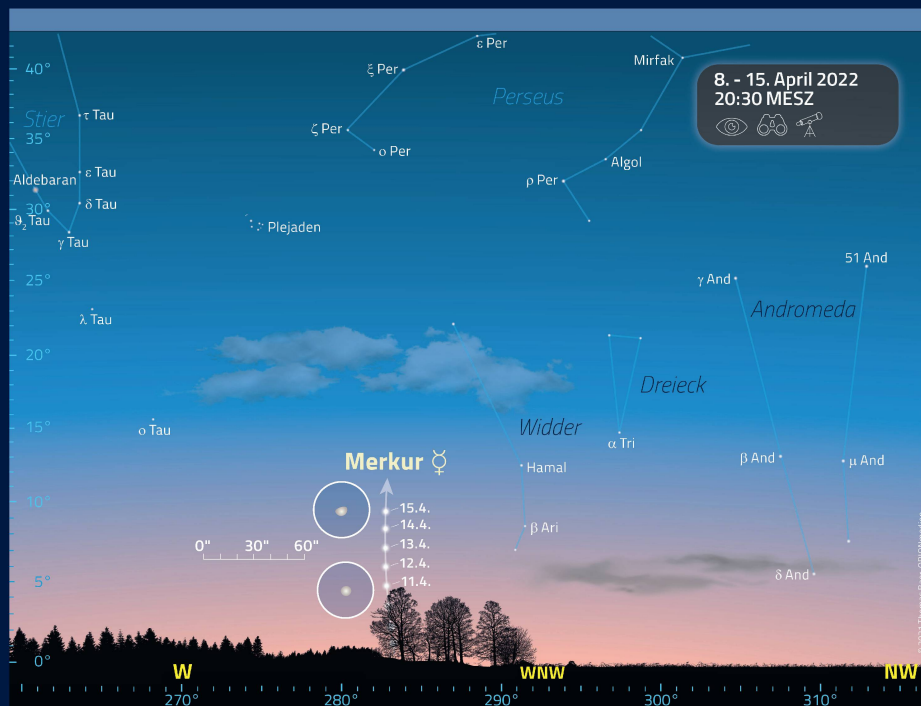 ε Per
40°
ξ Per
Mirfak
8. - 15. April 2022
20:30 MESZ
Perseus
Stier
τ Tau
35°
ζ Per
ο Per
Algol
Aldebaran
ε Tau
ρ Per
30°
δ Tau
ϑ2 Tau
Plejaden
γ Tau
51 And
25°
γ And
Andromeda
λ Tau
20°
Dreieck
15°
ο Tau
Widder
α Tri
Merkur ☿
Hamal
β And
μ And
10°
15.4.
14.4.
β Ari
0" 30" 60"
13.4.
12.4.
5°
11.4.
δ And
0°
W
WNW
NW
270°
280°
290°
300°
310°